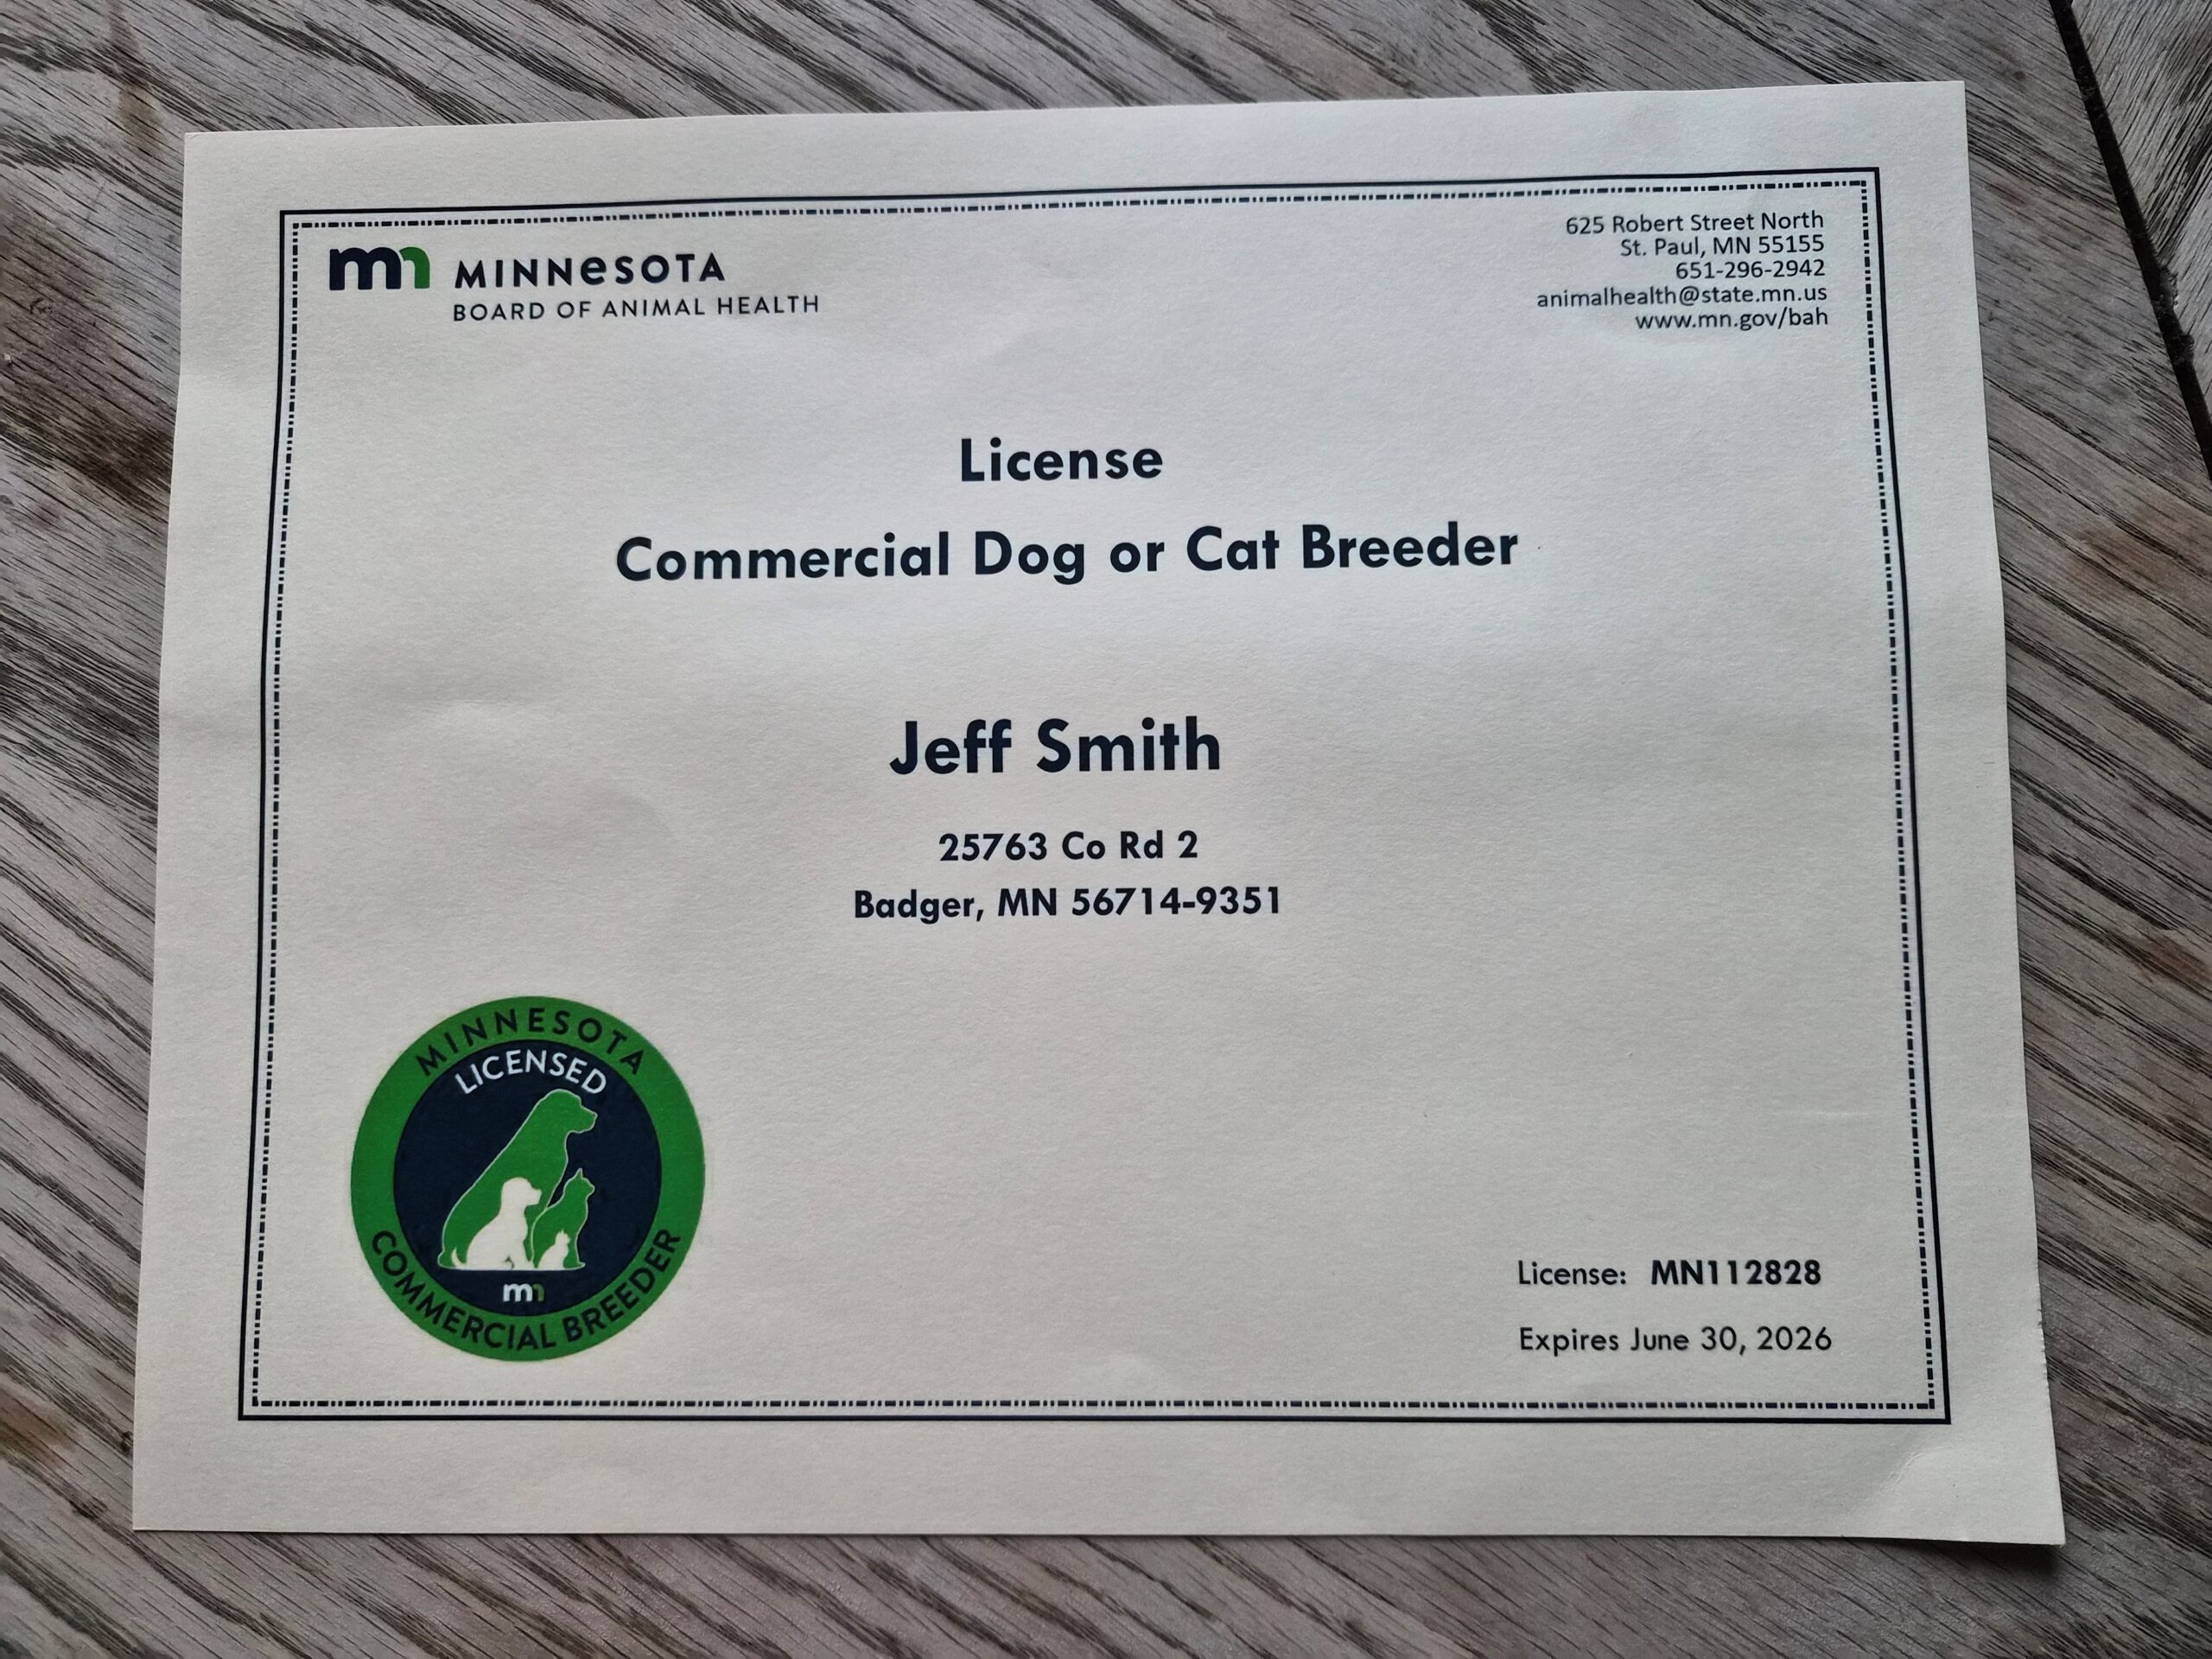 mn MINNESOTA
BOARD OF ANIMAL HEALTH
625 Robert Street North
St. Paul, MN 55155
651-296-2942
animalhealth@state.mn.us
www.mn.gov/bah
License
Commercial Dog or Cat Breeder
Jeff Smith
25763 Co Rd 2
Badger, MN 56714-9351
MINNESOTA
LICENSED
mn
COMMERCIAL BREEDER
License: MN112828
Expires June 30, 2026